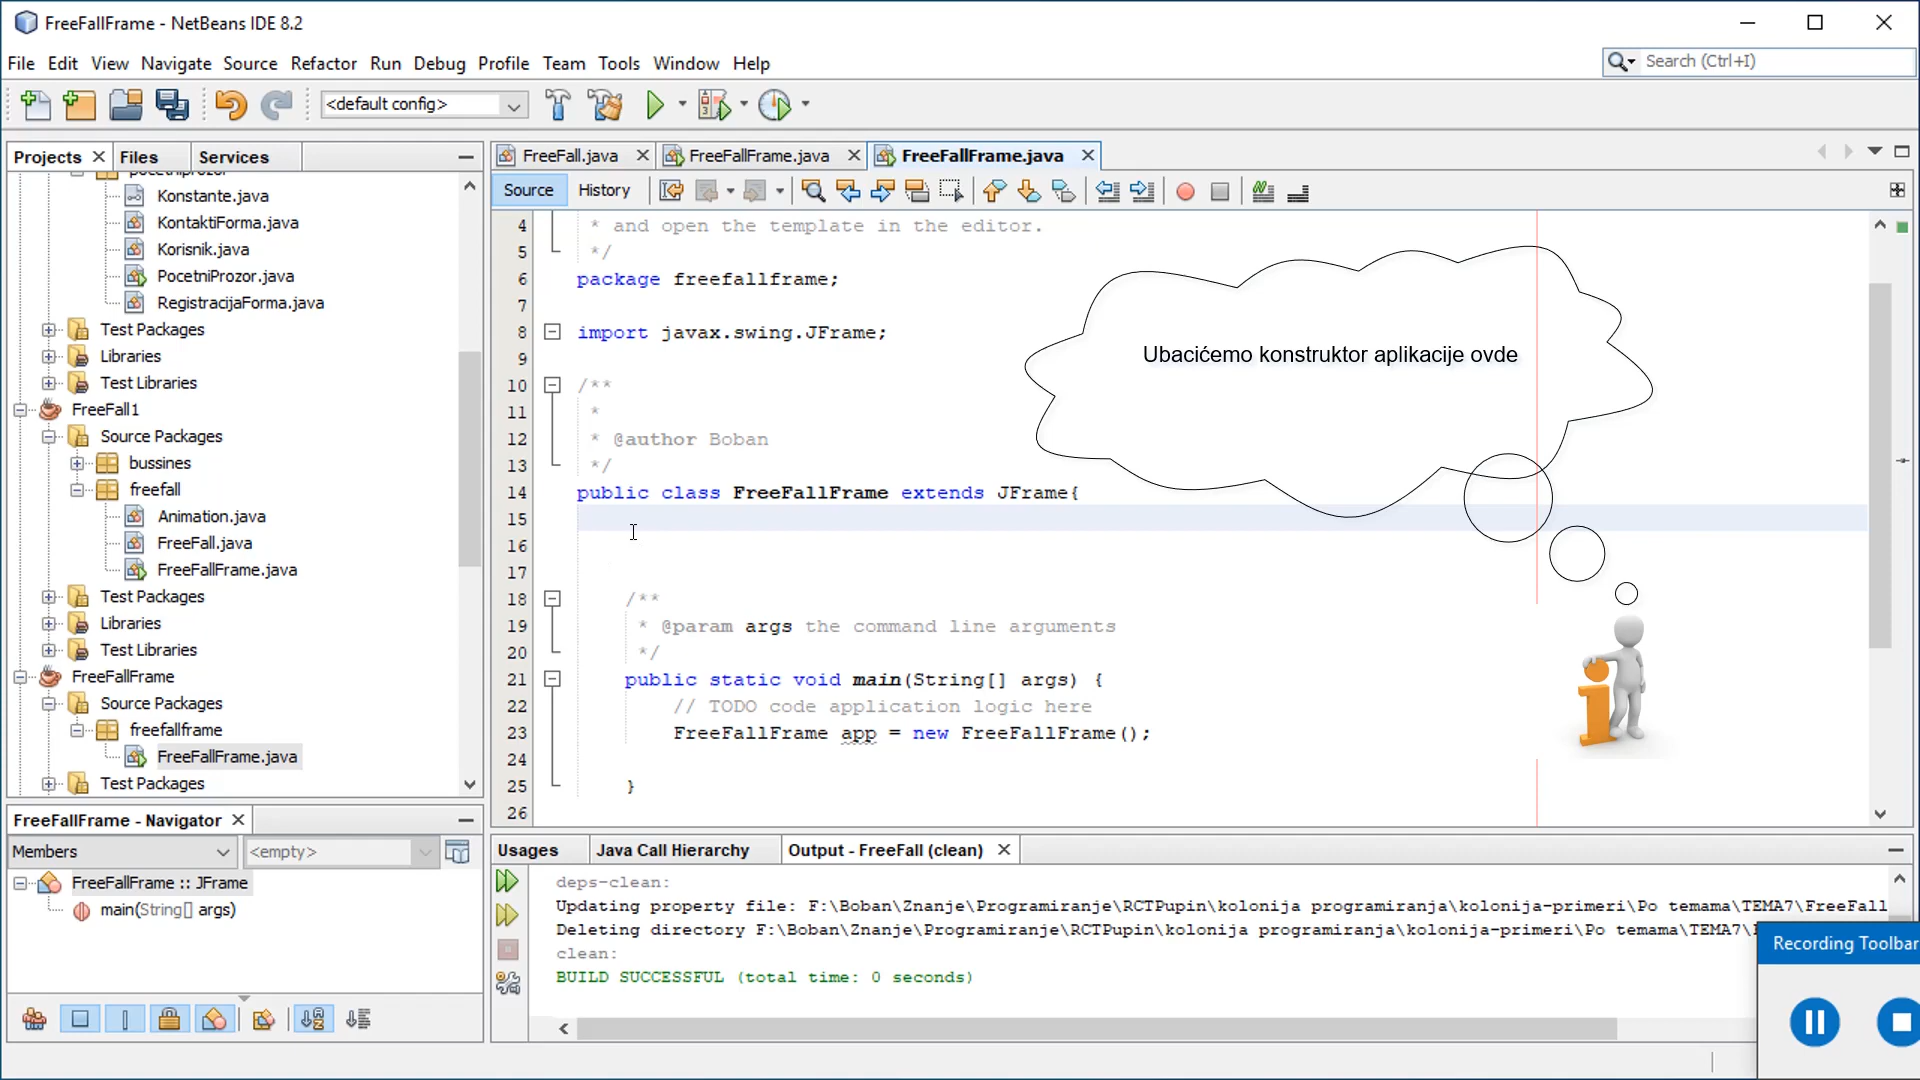 FreeFallFrame - NetBeans IDE 8.2
File Edit View Navigate Source Refactor Run Debug Profile Team Tools Window Help
Search (Ctrl+I)
<default config>
Projects Files Services
pocetniprozor
Konstante.java
KontaktiForma.java
Korisnik.java
PocetniProzor.java
RegistracijaForma.java
Test Packages
Libraries
Test Libraries
FreeFall1
Source Packages
bussines
freefall
Animation.java
FreeFall.java
FreeFallFrame.java
Test Packages
Libraries
Test Libraries
FreeFallFrame
Source Packages
freefallframe
FreeFallFrame.java
Test Packages
FreeFallFrame - Navigator
Members <empty>
FreeFallFrame :: JFrame
main(String[] args)
FreeFall.java FreeFallFrame.java FreeFallFrame.java
Source History
4 * and open the template in the editor.
5 */
6 package freefallframe;
7
8 import javax.swing.JFrame;
9
10 /**
11 *
12 * @author Boban
13 */
14 public class FreeFallFrame extends JFrame{
15
16
17
18 /**
19 * @param args the command line arguments
20 */
21 public static void main(String[] args) {
22 // TODO code application logic here
23 FreeFallFrame app = new FreeFallFrame();
24
25 }
26
Ubacićemo konstruktor aplikacije ovde
Usages Java Call Hierarchy Output - FreeFall (clean)
deps-clean:
Updating property file: F:\Boban\Znanje\Programiranje\RCTPupin\kolonija programiranja\kolonija-primeri\Po temama\TEMA7\FreeFall
Deleting directory F:\Boban\Znanje\Programiranje\RCTPupin\kolonija programiranja\kolonija-primeri\Po temama\TEMA7\
clean:
BUILD SUCCESSFUL (total time: 0 seconds)
Recording Toolbar